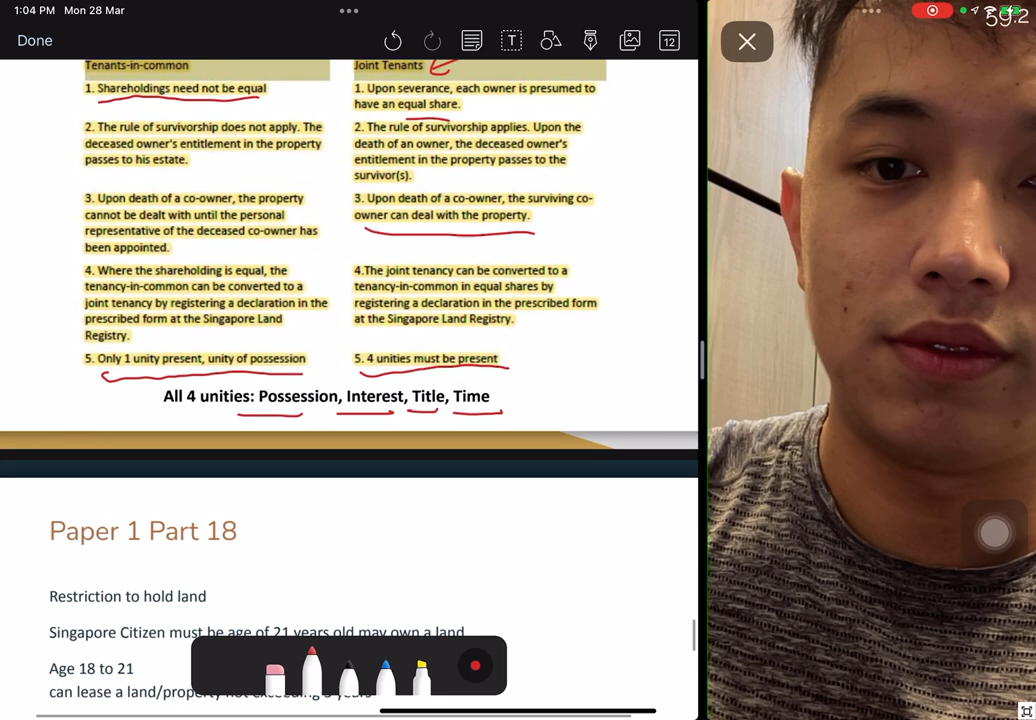 1:04 PM Mon 28 Mar
59.2
Done
T
12
Tenants-in-common
Joint Tenants
1. Shareholdings need not be equal
1. Upon severance, each owner is presumed to
have an equal share.
2. The rule of survivorship does not apply. The
deceased owner's entitlement in the property
passes to his estate.
2. The rule of survivorship applies. Upon the
death of an owner, the deceased owner's
entitlement in the property passes to the
survivor(s).
3. Upon death of a co-owner, the property
cannot be dealt with until the personal
representative of the deceased co-owner has
been appointed.
3. Upon death of a co-owner, the surviving co-
owner can deal with the property.
4. Where the shareholding is equal, the
tenancy-in-common can be converted to a
joint tenancy by registering a declaration in the
prescribed form at the Singapore Land
Registry.
4.The joint tenancy can be converted to a
tenancy-in-common in equal shares by
registering a declaration in the prescribed form
at the Singapore Land Registry.
5. Only 1 unity present, unity of possession
5. 4 unities must be present
All 4 unities: Possession, Interest, Title, Time
Paper 1 Part 18
Restriction to hold land
Singapore Citizen must be age of 21 years old may own a land
Age 18 to 21
can lease a land/property not exceeding years